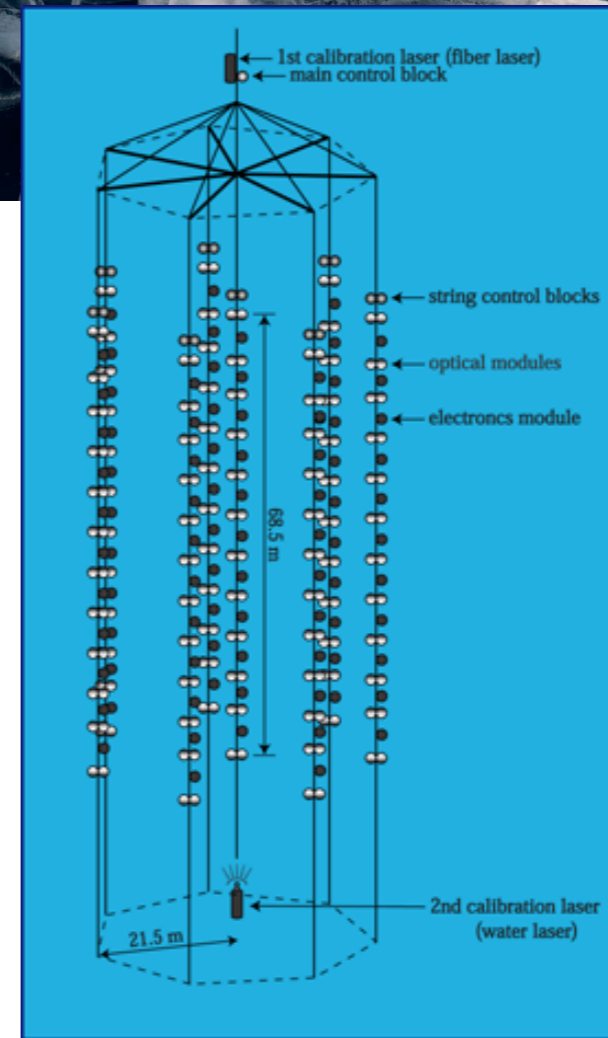 1st calibration laser (fiber laser)
main control block
string control blocks
optical modules
electroncs module
68.5 m
2nd calibration laser
(water laser)
21.5 m